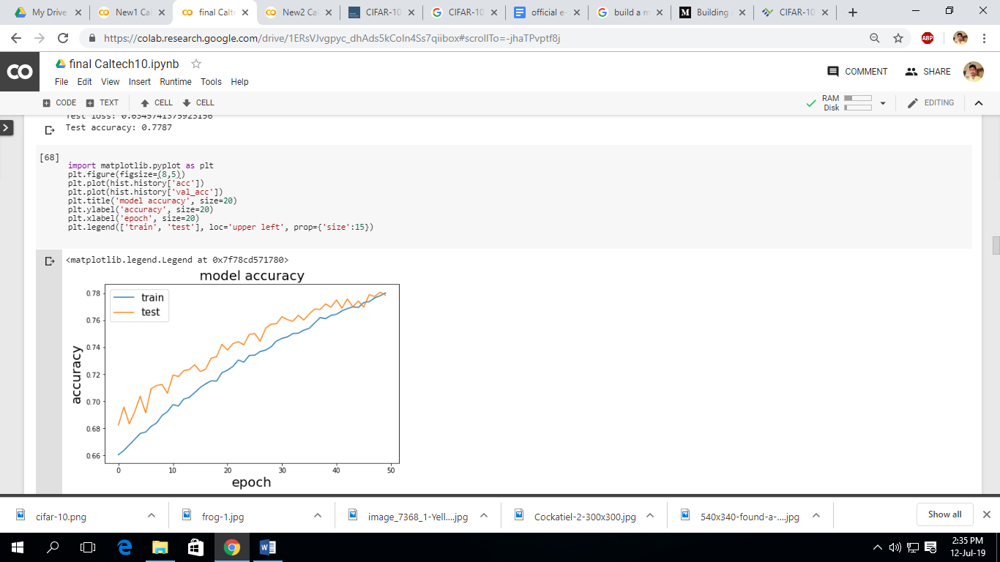 My Drive
New1 Cal
final Calte
New2 Cal
CIFAR-10
CIFAR-10
official e-
build a m
Building
CIFAR-10
https://colab.research.google.com/drive/1ERsVJvgpyc_dhAds5kCoIn4Ss7qiibox#scrollTo=-jhaTPvptf8j
ABP
CO
final Caltech10.ipynb
COMMENT
SHARE
File Edit View Insert Runtime Tools Help
CODE TEXT CELL CELL
RAM
Disk
EDITING
Test loss: 0.6345741375923156
Test accuracy: 0.7787
[68]
import matplotlib.pyplot as plt
plt.figure(figsize=(8,5))
plt.plot(hist.history['acc'])
plt.plot(hist.history['val_acc'])
plt.title('model accuracy', size=20)
plt.ylabel('accuracy', size=20)
plt.xlabel('epoch', size=20)
plt.legend(['train', 'test'], loc='upper left', prop={'size':15})
<matplotlib.legend.Legend at 0x7f78cd571780>
model accuracy
train
test
accuracy
0.78
0.76
0.74
0.72
0.70
0.68
0.66
0 10 20 30 40 50
epoch
cifar-10.png
frog-1.jpg
image_7368_1-Yell....jpg
Cockatiel-2-300x300.jpg
540x340-found-a-....jpg
Show all
2:35 PM
12-Jul-19